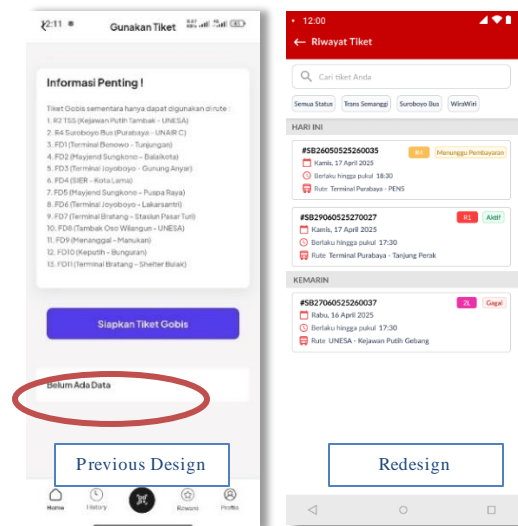 12:11
Gunakan Tiket
Informasi Penting !
Tiket Gobis sementara hanya dapat digunakan di rute :
1. R2 TSS (Kejawan Putih Tambak - UNESA)
2. R4 Suroboyo Bus (Purabaya - UNAIR C)
3. FD1 (Terminal Benowo - Tunjungan)
4. FD2 (Mayjend Sungkono - Balaikota)
5. FD3 (Terminal Joyoboyo - Gunung Anyar)
6. FD4 (SIER - Kota Lama)
7. FD5 (Mayjend Sungkono - Puspa Raya)
8. FD6 (Terminal Joyoboyo - Lakarsantri)
9. FD7 (Terminal Bratang - Stasiun Pasar Turi)
10. FD8 (Tambak Oso Wilangun - UNESA)
11. FD9 (Menanggal - Manukan)
12. FD10 (Keputih - Bunguran)
13. FD11 (Terminal Bratang - Shelter Bulak)
Siapkan Tiket Gobis
Belum Ada Data
Previous Design
Home History Reward Profile
12:00
Riwayat Tiket
Cari tiket Anda
Semua Status Trans Semanggi Suroboyo Bus WiraWiri
HARI INI
#SB26050525260035 R4 Menunggu Pembayaran
Kamis, 17 April 2025
Berlaku hingga pukul 18:30
Rute Terminal Purabaya - PENS
#SB29060525270027 R1 Aktif
Kamis, 17 April 2025
Berlaku hingga pukul 17:30
Rute Terminal Purabaya - Tanjung Perak
KEMARIN
#SB27060525260037 2L Gagal
Rabu, 16 April 2025
Berlaku hingga pukul 17:30
Rute UNESA - Kejawan Putih Gebang
Redesign